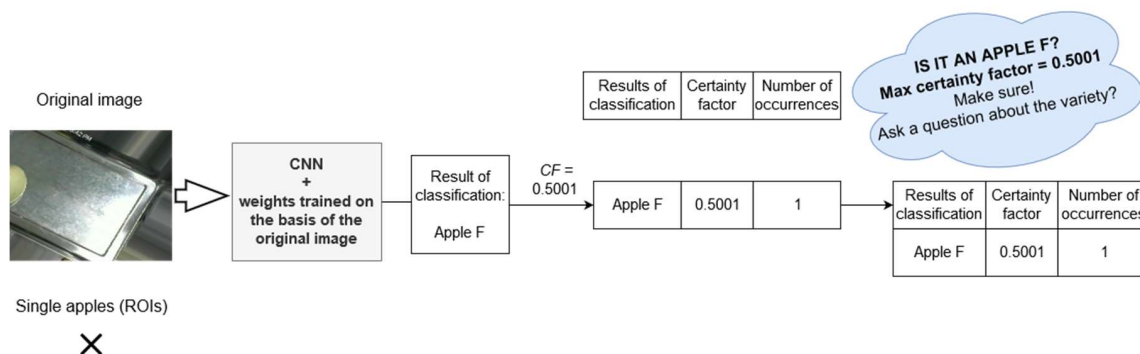 Original image
CNN
+
weights trained on
the basis of the
original image
Result of
classification:
Apple F
CF =
0.5001
Results of
classification
Certainty
factor
Number of
occurrences
Apple F
0.5001
1
IS IT AN APPLE F?
Max certainty factor = 0.5001
Make sure!
Ask a question about the variety?
Results of
classification
Certainty
factor
Number of
occurrences
Apple F
0.5001
1
Single apples (ROIs)